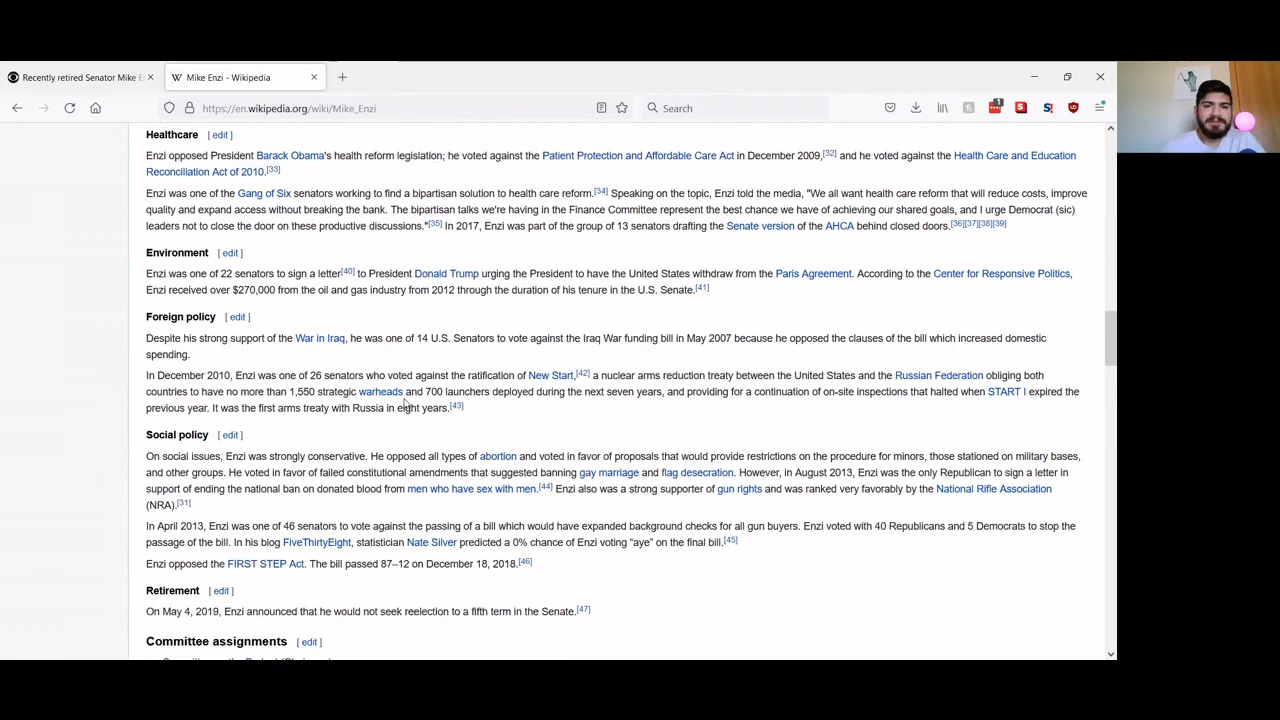 Recently retired Senator Mike E
Mike Enzi - Wikipedia
https://en.wikipedia.org/wiki/Mike_Enzi
Search
1
Healthcare [ edit ]
Enzi opposed President Barack Obama's health reform legislation; he voted against the Patient Protection and Affordable Care Act in December 2009,[32] and he voted against the Health Care and Education
Reconciliation Act of 2010.[33]
Enzi was one of the Gang of Six senators working to find a bipartisan solution to health care reform.[34] Speaking on the topic, Enzi told the media, "We all want health care reform that will reduce costs, improve
quality and expand access without breaking the bank. The bipartisan talks we're having in the Finance Committee represent the best chance we have of achieving our shared goals, and I urge Democrat (sic)
leaders not to close the door on these productive discussions."[35] In 2017, Enzi was part of the group of 13 senators drafting the Senate version of the AHCA behind closed doors.[36][37][38][39]
Environment [ edit ]
Enzi was one of 22 senators to sign a letter[40] to President Donald Trump urging the President to have the United States withdraw from the Paris Agreement. According to the Center for Responsive Politics,
Enzi received over $270,000 from the oil and gas industry from 2012 through the duration of his tenure in the U.S. Senate.[41]
Foreign policy [ edit ]
Despite his strong support of the War in Iraq, he was one of 14 U.S. Senators to vote against the Iraq War funding bill in May 2007 because he opposed the clauses of the bill which increased domestic
spending.
In December 2010, Enzi was one of 26 senators who voted against the ratification of New Start,[42] a nuclear arms reduction treaty between the United States and the Russian Federation obliging both
countries to have no more than 1,550 strategic warheads and 700 launchers deployed during the next seven years, and providing for a continuation of on-site inspections that halted when START I expired the
previous year. It was the first arms treaty with Russia in eight years.[43]
Social policy [ edit ]
On social issues, Enzi was strongly conservative. He opposed all types of abortion and voted in favor of proposals that would provide restrictions on the procedure for minors, those stationed on military bases,
and other groups. He voted in favor of failed constitutional amendments that suggested banning gay marriage and flag desecration. However, in August 2013, Enzi was the only Republican to sign a letter in
support of ending the national ban on donated blood from men who have sex with men.[44] Enzi also was a strong supporter of gun rights and was ranked very favorably by the National Rifle Association
(NRA).[31]
In April 2013, Enzi was one of 46 senators to vote against the passing of a bill which would have expanded background checks for all gun buyers. Enzi voted with 40 Republicans and 5 Democrats to stop the
passage of the bill. In his blog FiveThirtyEight, statistician Nate Silver predicted a 0% chance of Enzi voting “aye” on the final bill.[45]
Enzi opposed the FIRST STEP Act. The bill passed 87–12 on December 18, 2018.[46]
Retirement [ edit ]
On May 4, 2019, Enzi announced that he would not seek reelection to a fifth term in the Senate.[47]
Committee assignments [ edit ]